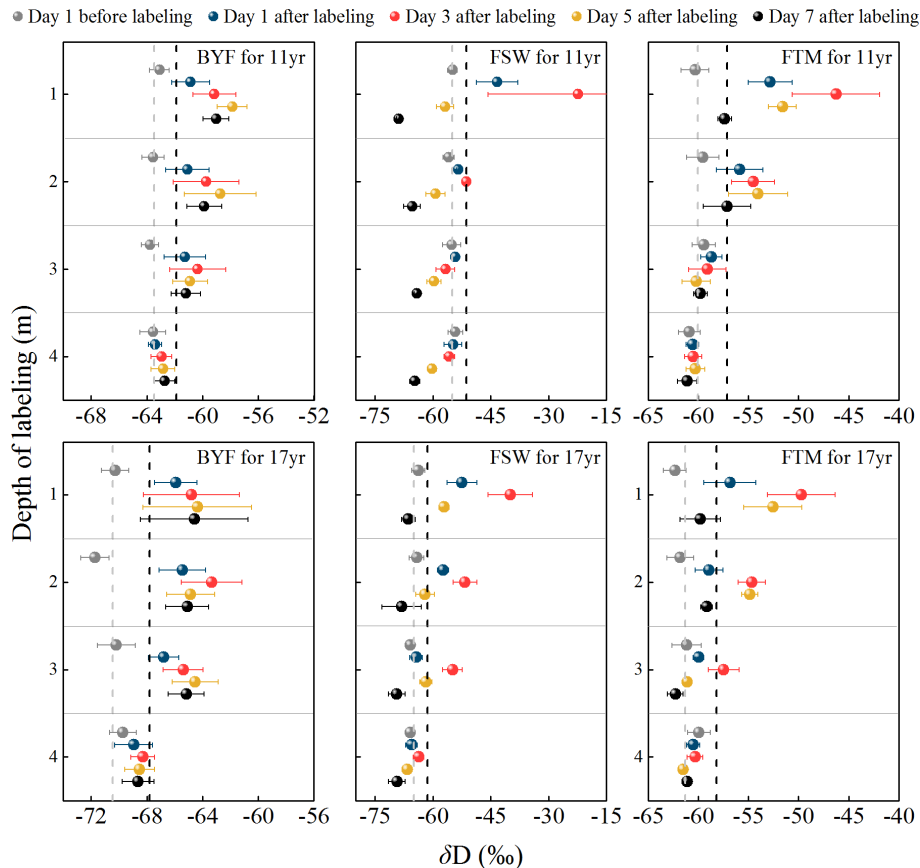 Day 1 before labeling Day 1 after labeling Day 3 after labeling Day 5 after labeling Day 7 after labeling
BYF for 11yr FSW for 11yr FTM for 11yr
1
2
3
4
-68 -64 -60 -56 -52 -75 -60 -45 -30 -15 -65 -60 -55 -50 -45 -40
Depth of labeling (m)
BYF for 17yr FSW for 17yr FTM for 17yr
1
2
3
4
-72 -68 -64 -60 -56 -75 -60 -45 -30 -15 -65 -60 -55 -50 -45 -40
δD (‰)